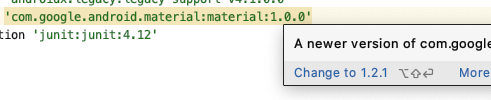 'androidx.legacy:legacy-support-v4:1.0.0'
'com.google.android.material:material:1.0.0'
tion 'junit:junit:4.12'
A newer version of com.google
Change to 1.2.1 ⌥⇧⏎ More